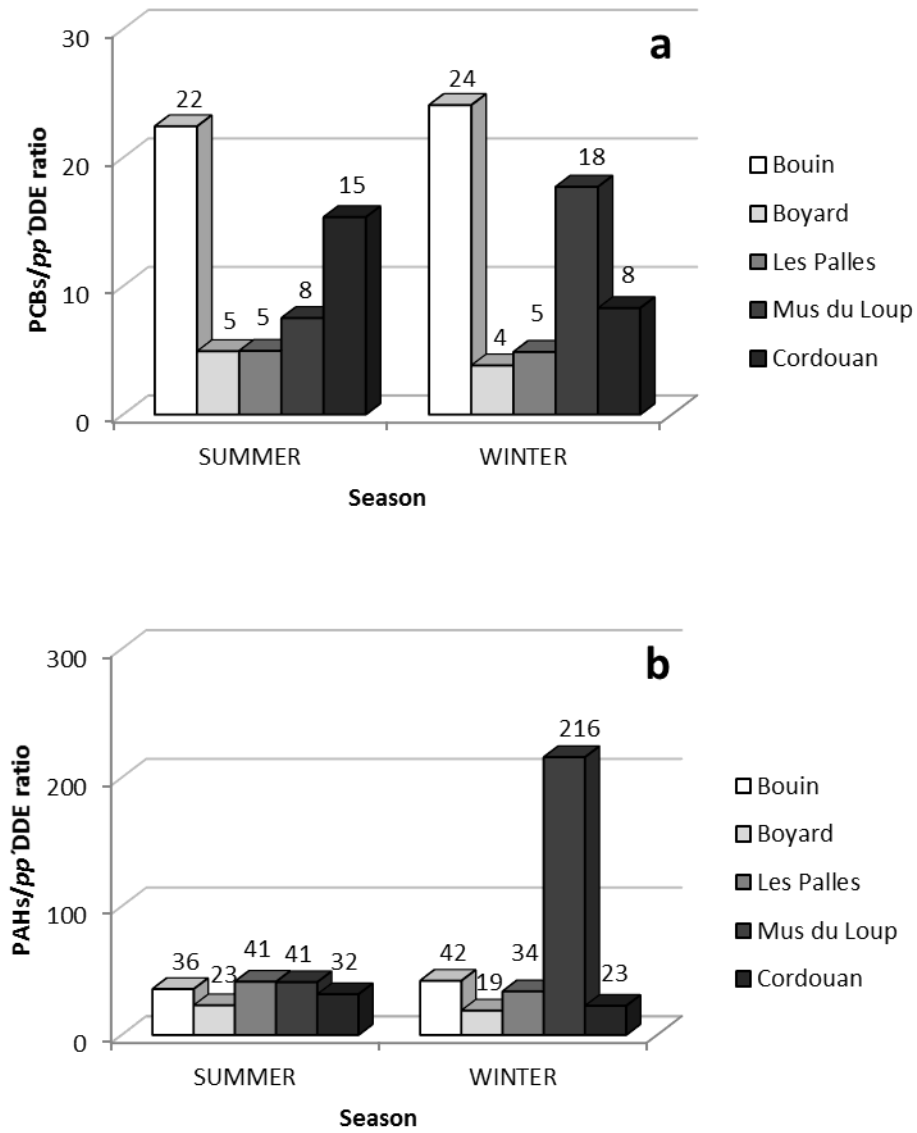 a
PCBs/pp'DDE ratio
30
20
10
0
22
5
5
8
15
24
4
5
18
8
SUMMER
WINTER
Season
Bouin
Boyard
Les Palles
Mus du Loup
Cordouan
b
PAHs/pp'DDE ratio
300
200
100
0
36
23
41
41
32
42
19
34
216
23
SUMMER
WINTER
Season
Bouin
Boyard
Les Palles
Mus du Loup
Cordouan